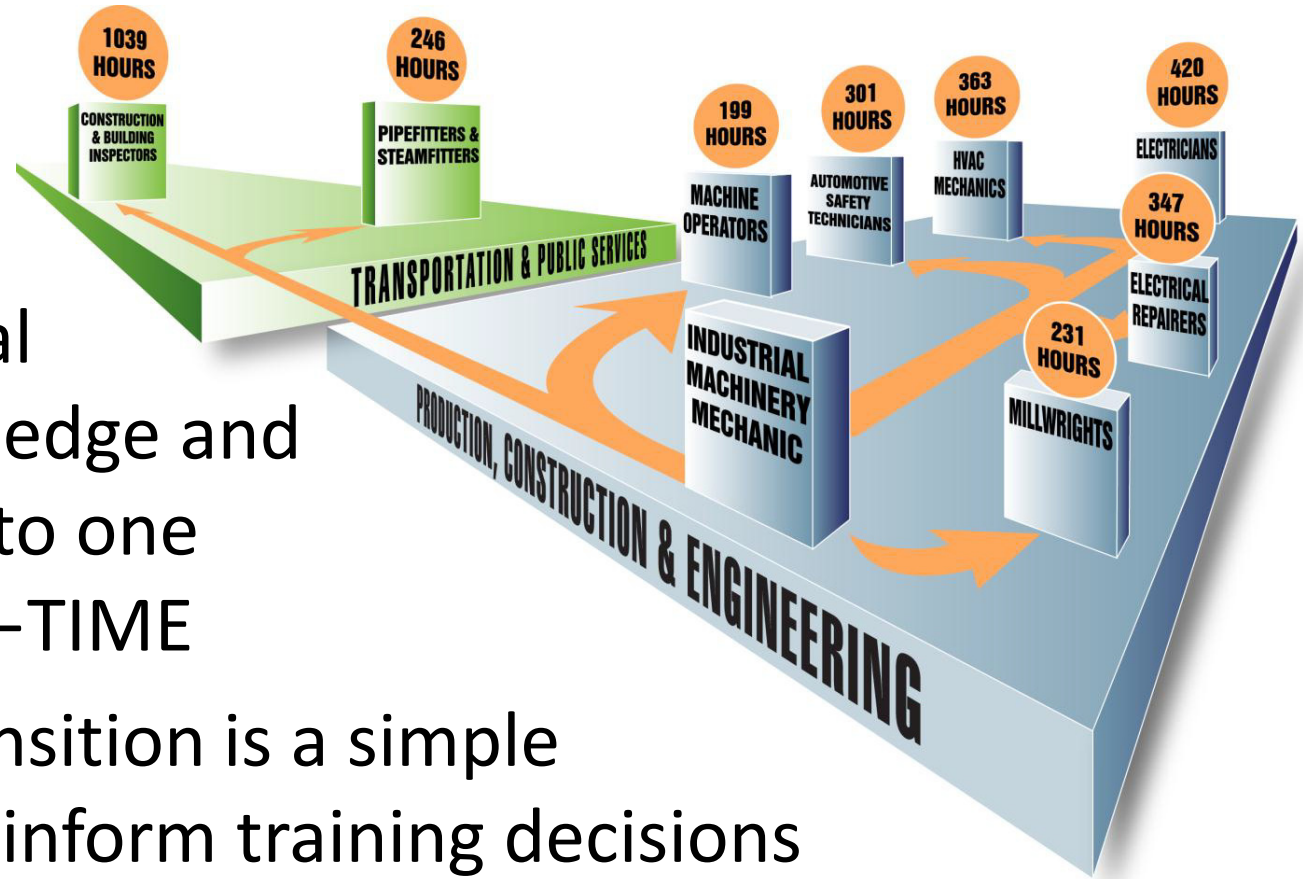 1039
HOURS
CONSTRUCTION
& BUILDING
INSPECTORS
246
HOURS
PIPEFITTERS &
STEAMFITTERS
TRANSPORTATION & PUBLIC SERVICES
199
HOURS
MACHINE
OPERATORS
301
HOURS
AUTOMOTIVE
SAFETY
TECHNICIANS
363
HOURS
HVAC
MECHANICS
420
HOURS
ELECTRICIANS
347
HOURS
ELECTRICAL
REPAIRERS
231
HOURS
MILLWRIGHTS
INDUSTRIAL
MACHINERY
MECHANIC
PRODUCTION, CONSTRUCTION & ENGINEERING
al
edge and
to one
-TIME
nsition is a simple
inform training decisions